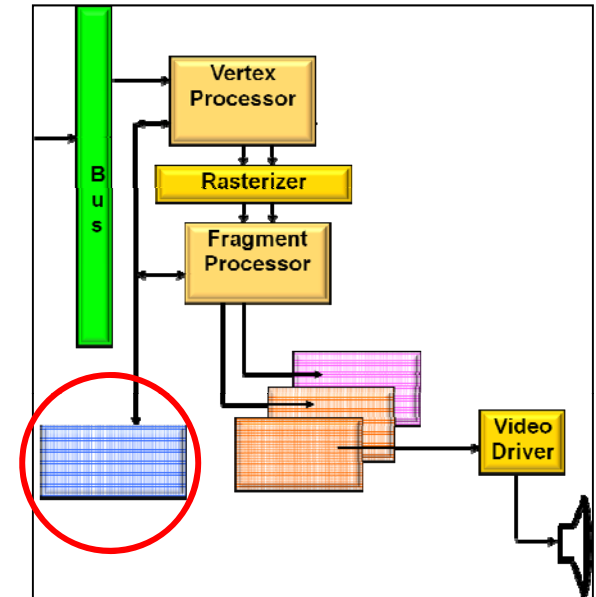 Vertex
Processor
B
u
s
Rasterizer
Fragment
Processor
Video
Driver